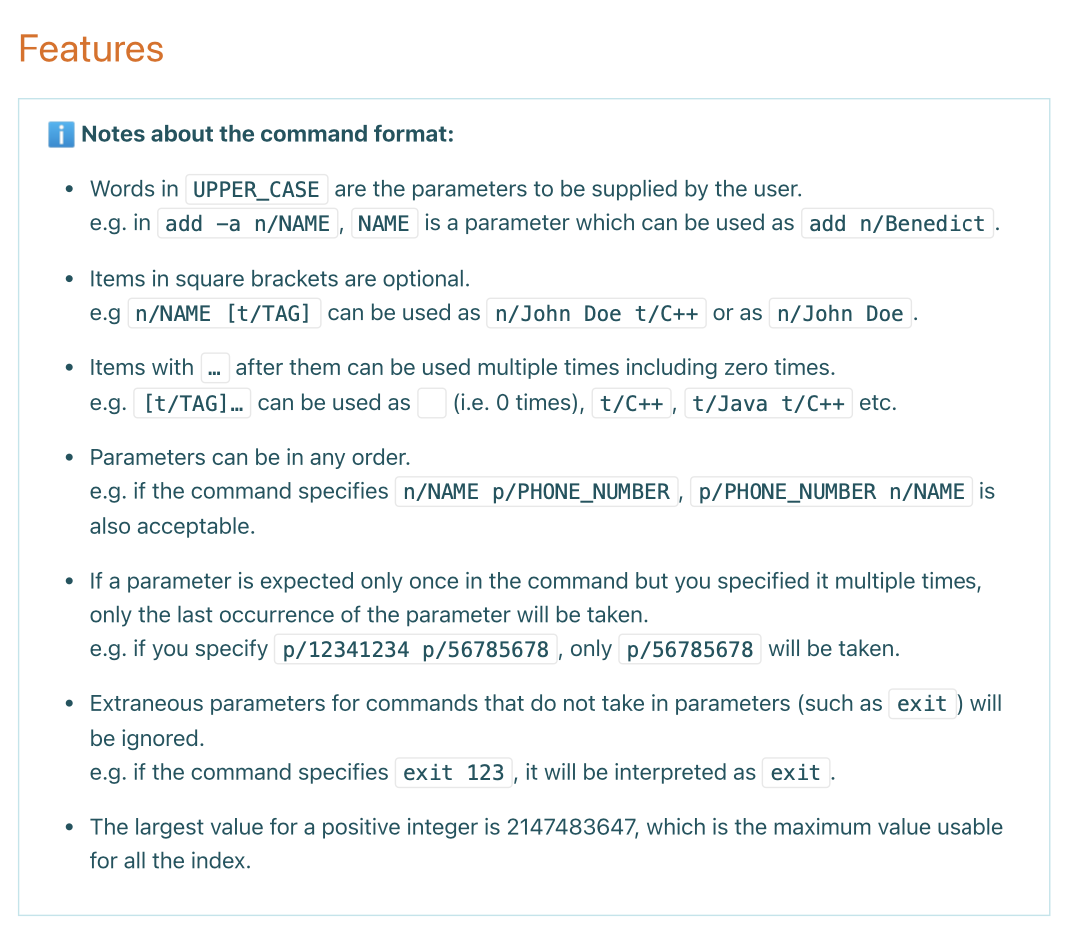 Features
ℹ️ Notes about the command format:
• Words in UPPER_CASE are the parameters to be supplied by the user.
e.g. in add –a n/NAME , NAME is a parameter which can be used as add n/Benedict .
• Items in square brackets are optional.
e.g n/NAME [t/TAG] can be used as n/John Doe t/C++ or as n/John Doe .
• Items with … after them can be used multiple times including zero times.
e.g. [t/TAG]… can be used as   (i.e. 0 times), t/C++ , t/Java t/C++ etc.
• Parameters can be in any order.
e.g. if the command specifies n/NAME p/PHONE_NUMBER , p/PHONE_NUMBER n/NAME is
also acceptable.
• If a parameter is expected only once in the command but you specified it multiple times,
only the last occurrence of the parameter will be taken.
e.g. if you specify p/12341234 p/56785678 , only p/56785678 will be taken.
• Extraneous parameters for commands that do not take in parameters (such as exit ) will
be ignored.
e.g. if the command specifies exit 123 , it will be interpreted as exit .
• The largest value for a positive integer is 2147483647, which is the maximum value usable
for all the index.